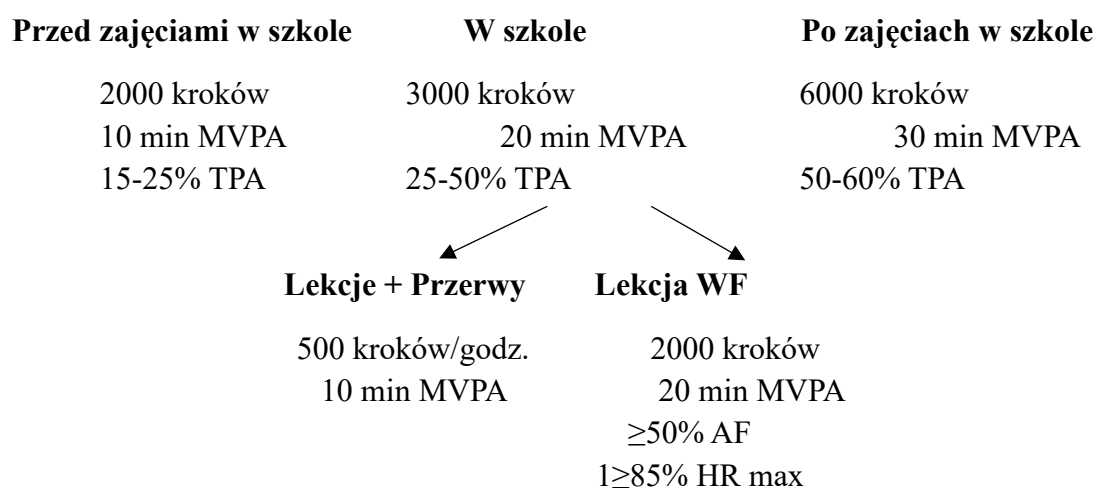 Przed zajęciami w szkole W szkole Po zajęciach w szkole
2000 kroków 3000 kroków 6000 kroków
10 min MVPA 20 min MVPA 30 min MVPA
15-25% TPA 25-50% TPA 50-60% TPA
Lekcje + Przerwy Lekcja WF
500 kroków/godz. 2000 kroków
10 min MVPA 20 min MVPA
≥50% AF
1≥85% HR max